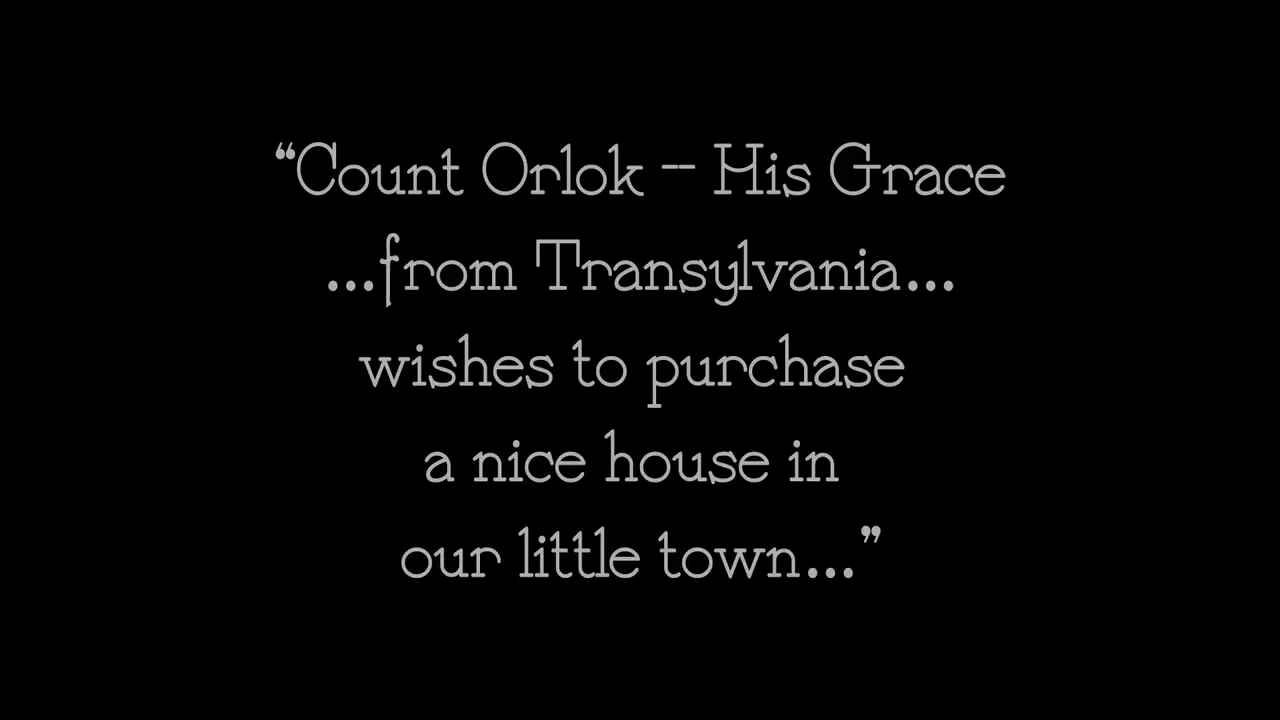 “Count Orlok -- His Grace
...from Transylvania...
wishes to purchase
a nice house in
our little town...”